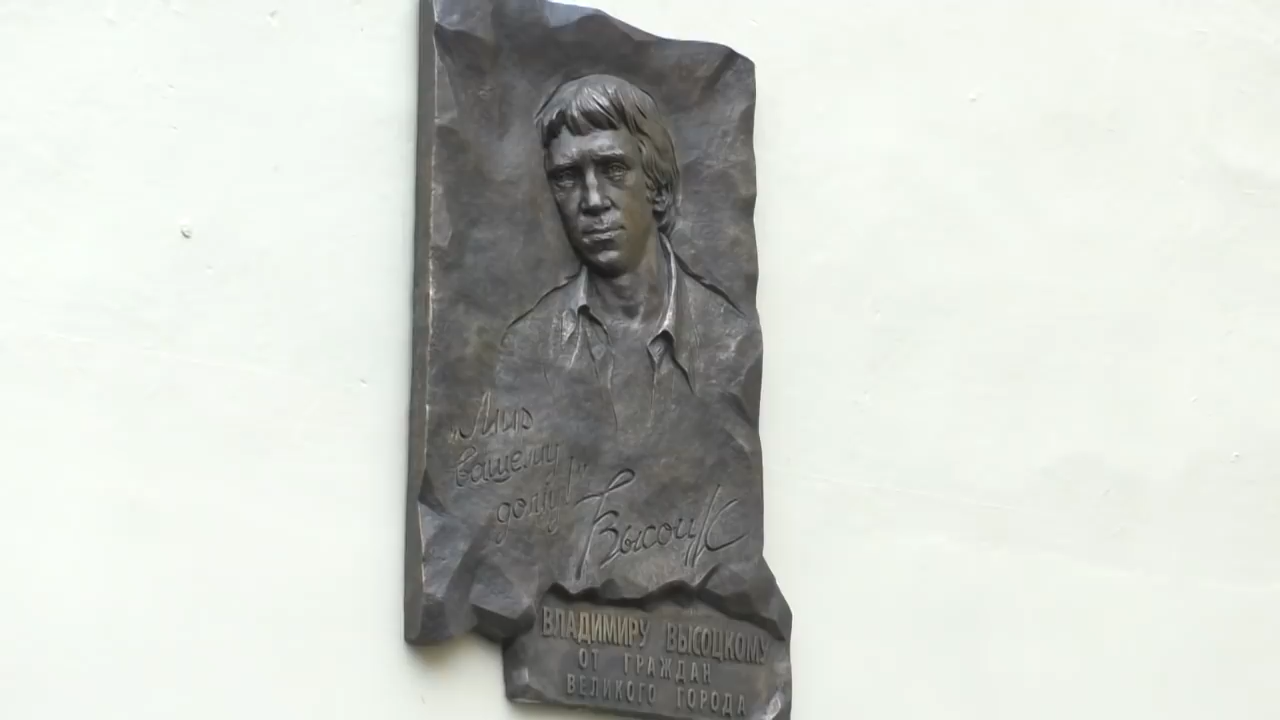 „Мир
вашему
дому!"
Высоцк
ВЛАДИМИРУ ВЫСОЦКОМУ
ОТ ГРАЖДАН
ВЕЛИКОГО ГОРОДА